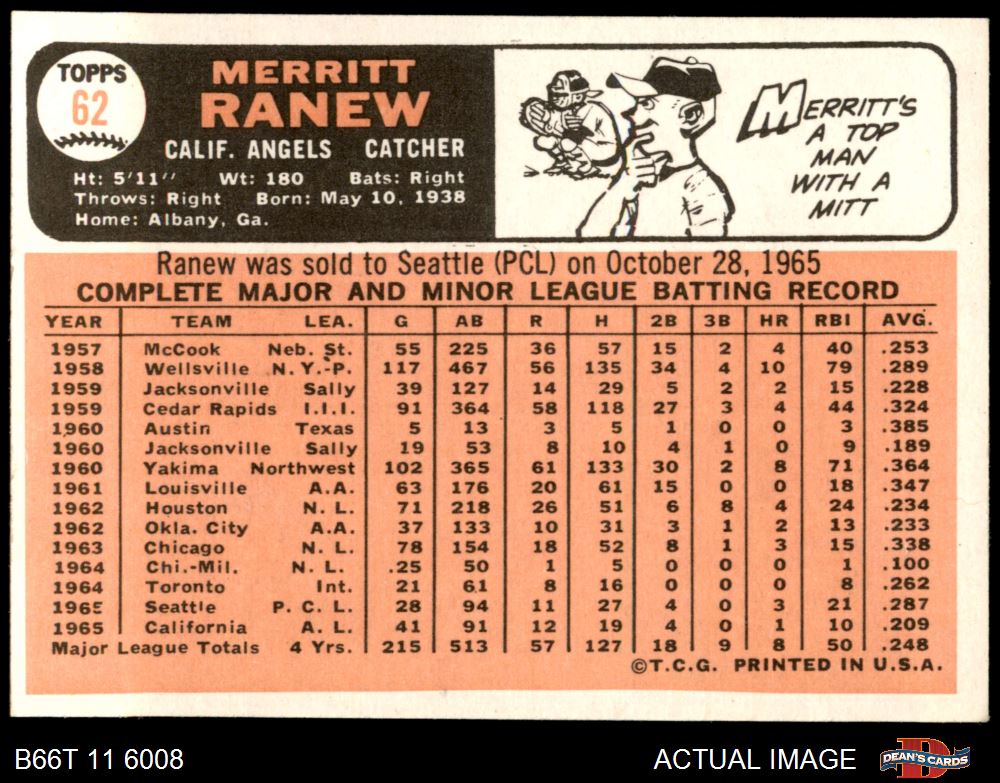 TOPPS
62
MERRITT
RANEW
CALIF. ANGELS CATCHER
Ht: 5'11" Wt: 180 Bats: Right
Throws: Right Born: May 10, 1938
Home: Albany, Ga.
MERRITT'S
A TOP
MAN
WITH A
MITT
Ranew was sold to Seattle (PCL) on October 28, 1965
COMPLETE MAJOR AND MINOR LEAGUE BATTING RECORD
YEAR TEAM LEA. G AB R H 2B 3B HR RBI AVG.
1957 McCook Neb. St. 55 225 36 57 15 2 4 40 .253
1958 Wellsville N.Y.-P. 117 467 56 135 34 4 10 79 .289
1959 Jacksonville Sally 39 127 14 29 5 2 2 15 .228
1959 Cedar Rapids I.I.I. 91 364 58 118 27 3 4 44 .324
1960 Austin Texas 5 13 3 5 1 0 0 3 .385
1960 Jacksonville Sally 19 53 8 10 4 1 0 9 .189
1960 Yakima Northwest 102 365 61 133 30 2 8 71 .364
1961 Louisville A.A. 63 176 20 61 15 0 0 18 .347
1962 Houston N. L. 71 218 26 51 6 8 4 24 .234
1962 Okla. City A.A. 37 133 10 31 3 1 2 13 .233
1963 Chicago N. L. 78 154 18 52 8 1 3 15 .338
1964 Chi.-Mil. N. L. .25 50 1 5 0 0 0 1 .100
1964 Toronto Int. 21 61 8 16 0 0 0 8 .262
1965 Seattle P. C. L. 28 94 11 27 4 0 3 21 .287
1965 California A. L. 41 91 12 19 4 0 1 10 .209
Major League Totals 4 Yrs. 215 513 57 127 18 9 8 50 .248
©T.C.G. PRINTED IN U.S.A.
B66T 11 6008 ACTUAL IMAGE DEAN'S CARDS